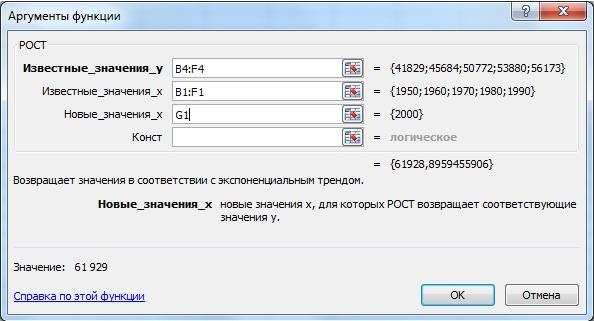 Аргументы функции
РОСТ
Известные_значения_y B4:F4 = {41829;45684;50772;53880;56173}
Известные_значения_x B1:F1 = {1950;1960;1970;1980;1990}
Новые_значения_x G1 = {2000}
Конст = логическое
= {61928,8959455906}
Возвращает значения в соответствии с экспоненциальным трендом.
Новые_значения_x новые значения x, для которых РОСТ возвращает соответствующие
значения y.
Значение: 61 929
Справка по этой функции OK Отмена